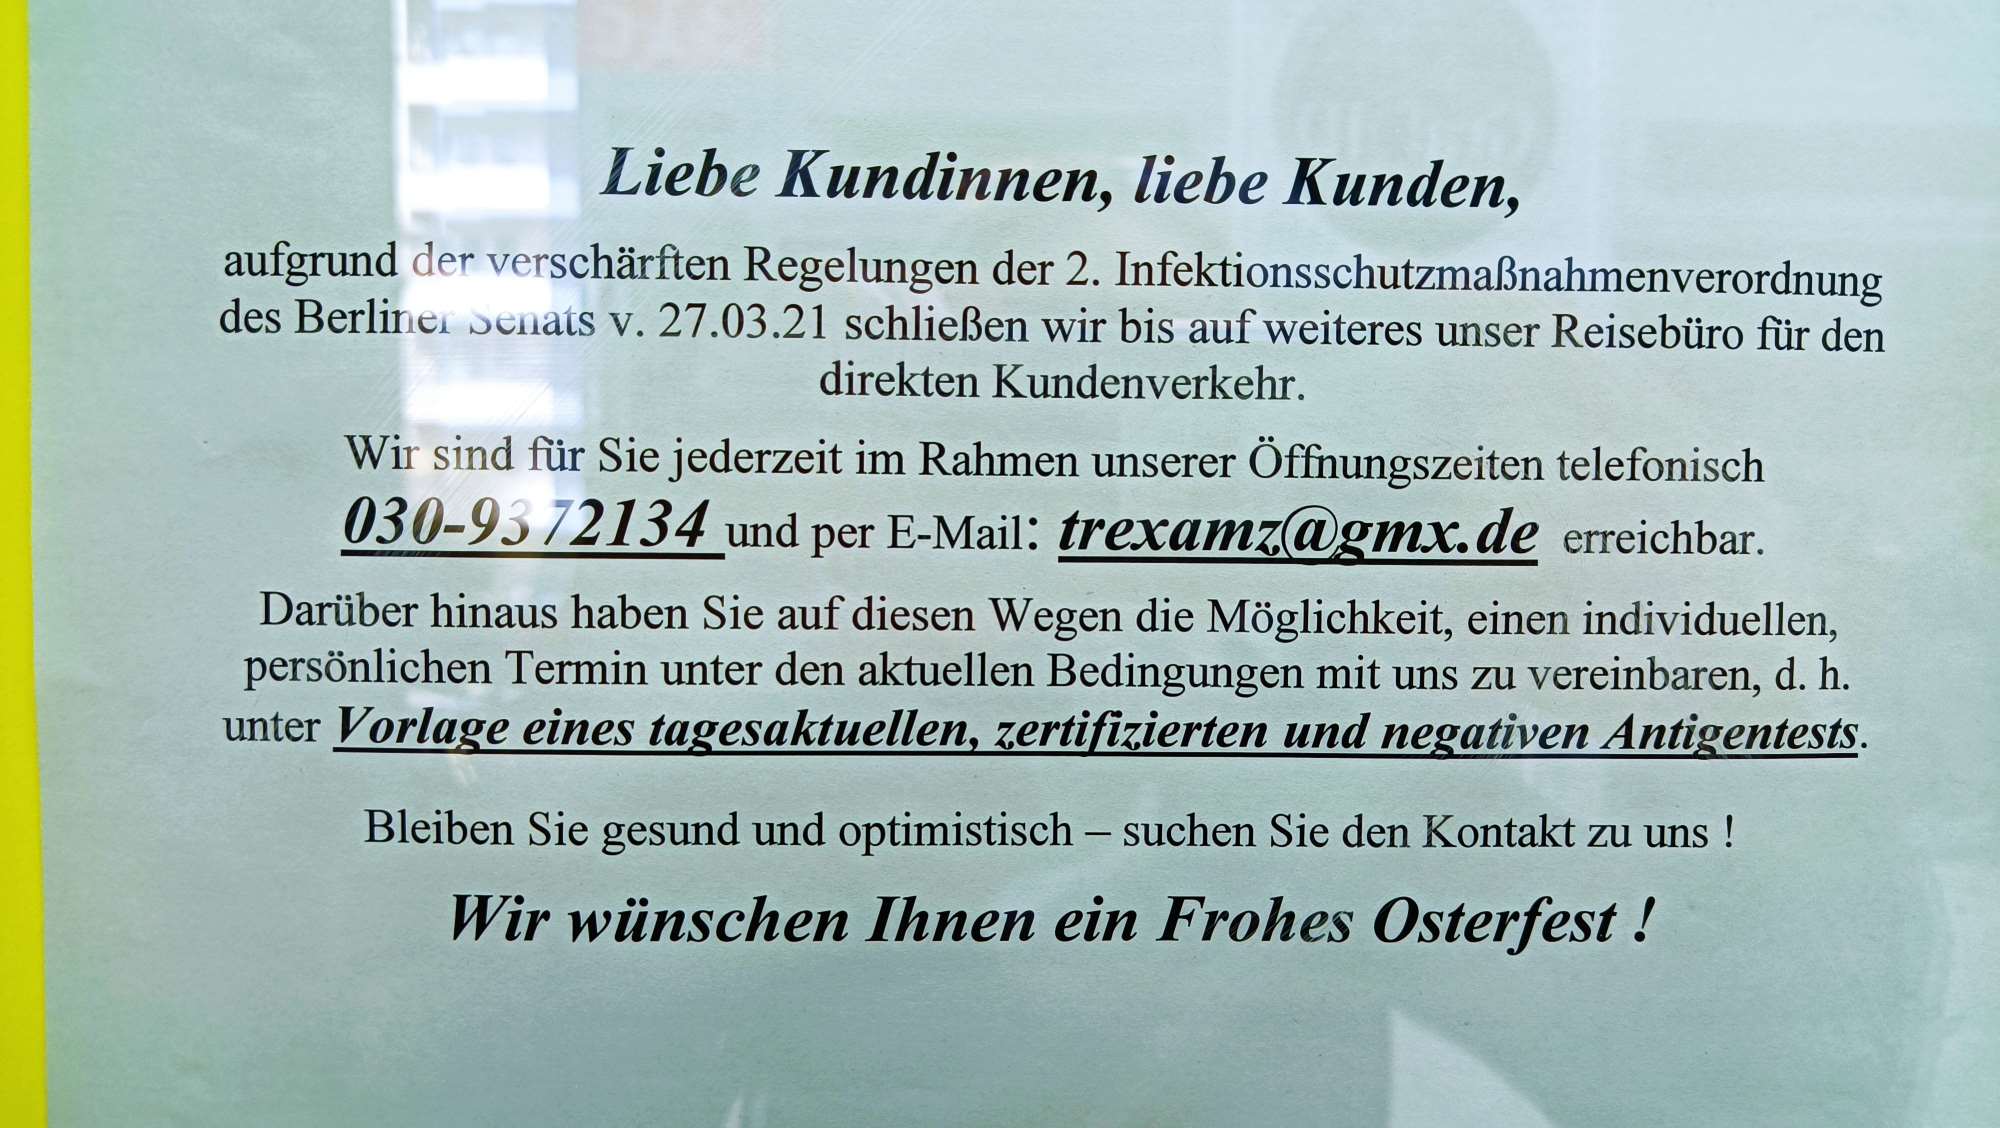 Liebe Kundinnen, liebe Kunden,
aufgrund der verschärften Regelungen der 2. Infektionsschutzmaßnahmenverordnung
des Berliner Senats v. 27.03.21 schließen wir bis auf weiteres unser Reisebüro für den
direkten Kundenverkehr.
Wir sind für Sie jederzeit im Rahmen unserer Öffnungszeiten telefonisch
030-9372134 und per E-Mail: trexamz@gmx.de erreichbar.
Darüber hinaus haben Sie auf diesen Wegen die Möglichkeit, einen individuellen,
persönlichen Termin unter den aktuellen Bedingungen mit uns zu vereinbaren, d. h.
unter Vorlage eines tagesaktuellen, zertifizierten und negativen Antigentests.
Bleiben Sie gesund und optimistisch – suchen Sie den Kontakt zu uns !
Wir wünschen Ihnen ein Frohes Osterfest !